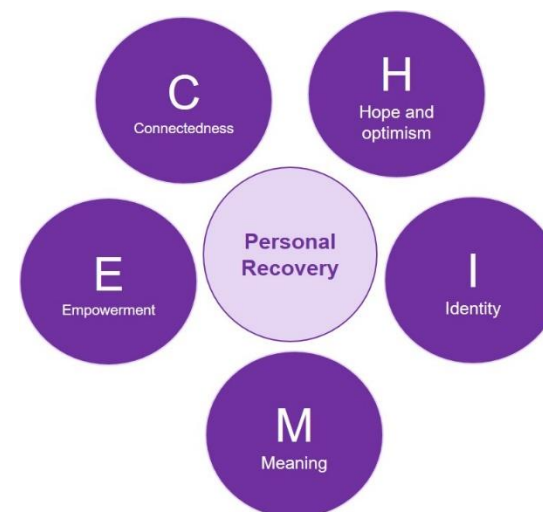 C
Connectedness
H
Hope and
optimism
Personal
Recovery
E
Empowerment
I
Identity
M
Meaning